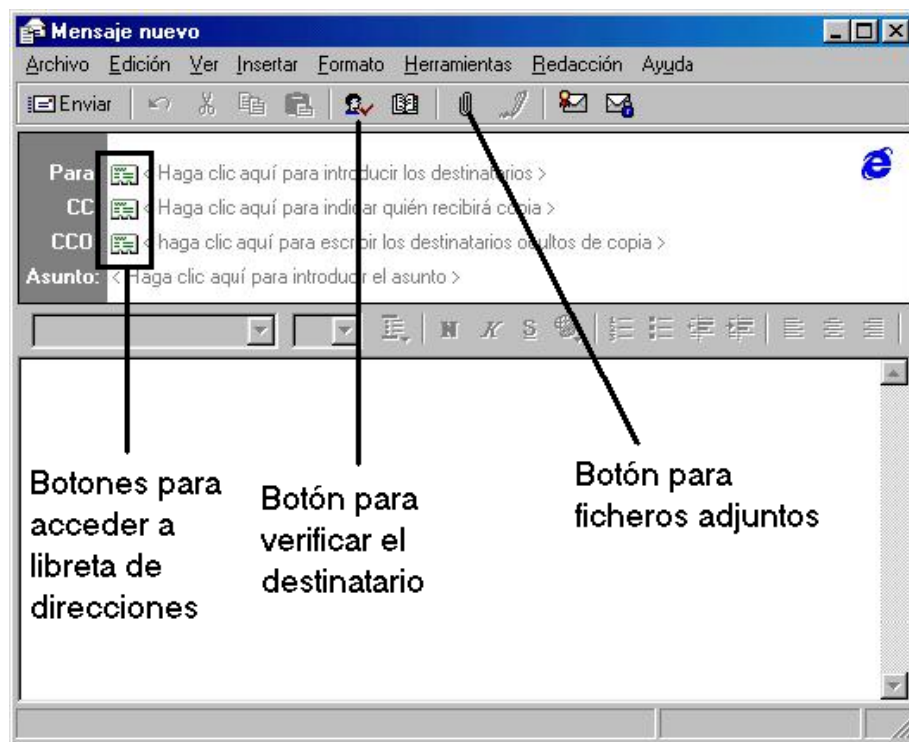 Mensaje nuevo
Archivo Edición Ver Insertar Formato Herramientas Redacción Ayuda
Enviar
Para < Haga clic aquí para introducir los destinatarios >
CC < Haga clic aquí para indicar quién recibirá copia >
CCO < haga clic aquí para escribir los destinatarios ocultos de copia >
Asunto: < Haga clic aquí para introducir el asunto >
N K S
Botones para
acceder a
libreta de
direcciones
Botón para
verificar el
destinatario
Botón para
ficheros adjuntos